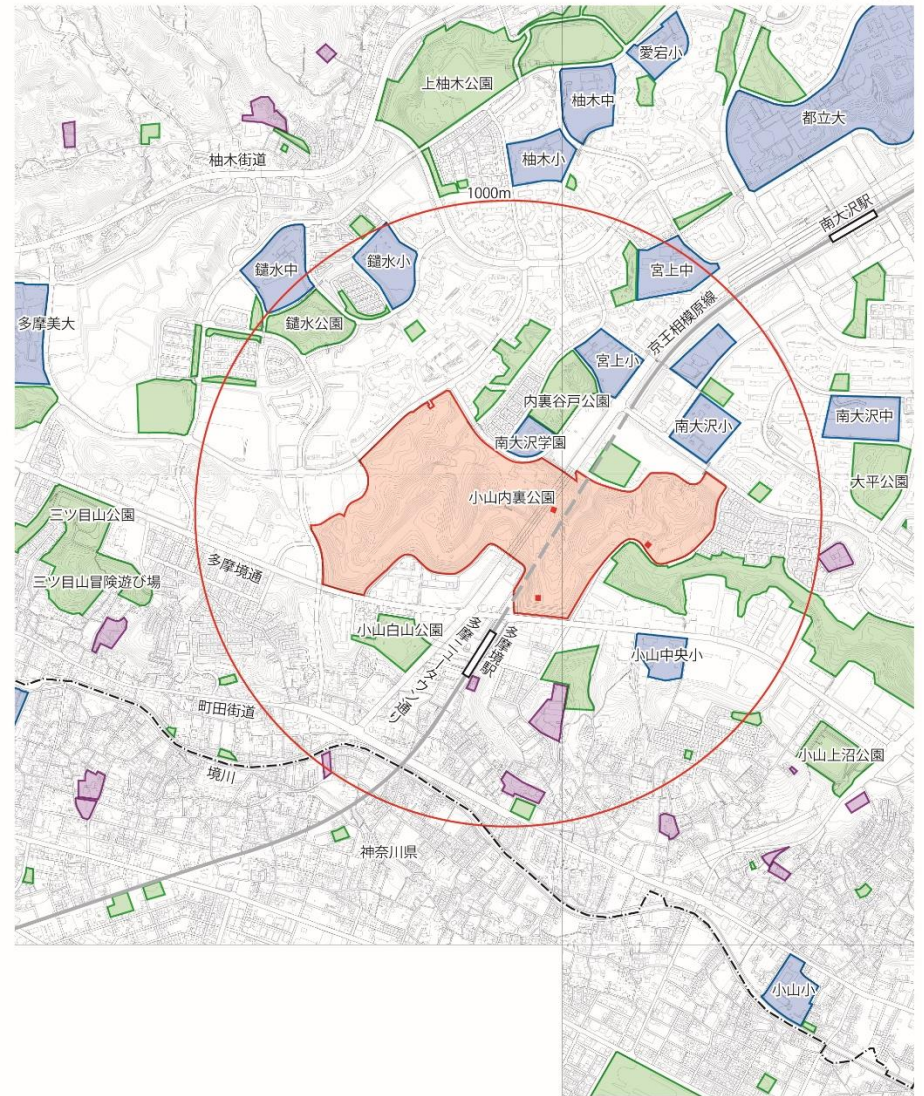 愛宕小
上柚木公園
柚木中
都立大
柚木街道
柚木小
1000m
南大沢駅
鑓水中
鑓水小
宮上中
多摩美大
鑓水公園
京王相模原線
宮上小
内裏谷戸公園
南大沢小
南大沢中
南大沢学園
大平公園
小山内裏公園
三ツ目山公園
多摩境通
三ツ目山冒険遊び場
小山白山公園
多摩境駅
多摩ニュータウン通り
小山中央小
町田街道
小山上沼公園
境川
神奈川県
小山小